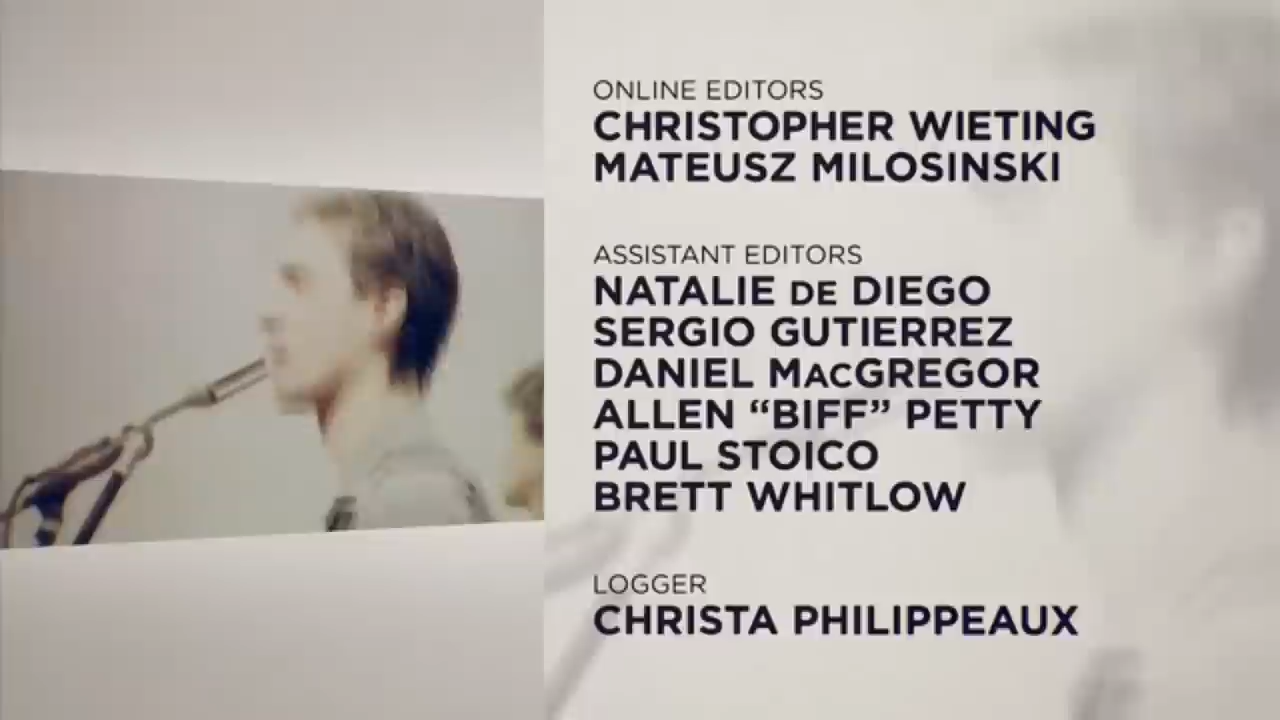 ONLINE EDITORS
CHRISTOPHER WIETING
MATEUSZ MILOSINSKI
ASSISTANT EDITORS
NATALIE DE DIEGO
SERGIO GUTIERREZ
DANIEL MACGREGOR
ALLEN “BIFF” PETTY
PAUL STOICO
BRETT WHITLOW
LOGGER
CHRISTA PHILIPPEAUX